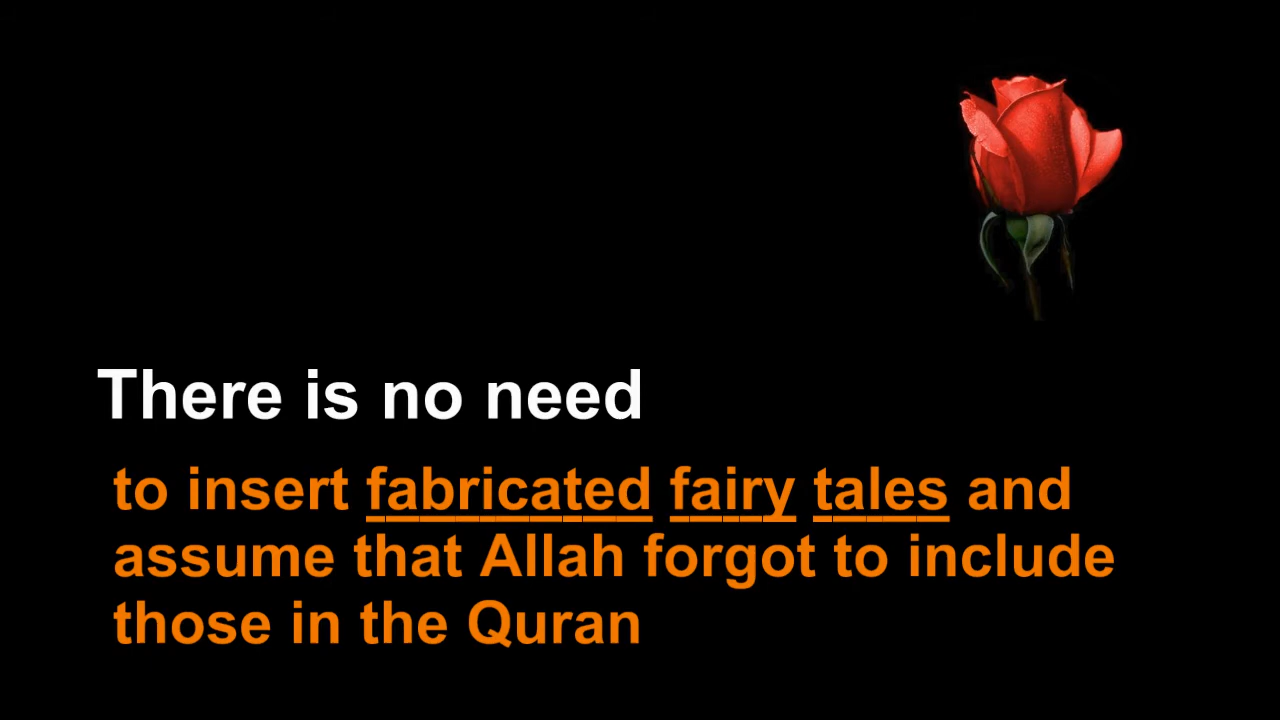 There is no need
to insert fabricated fairy tales and
assume that Allah forgot to include
those in the Quran